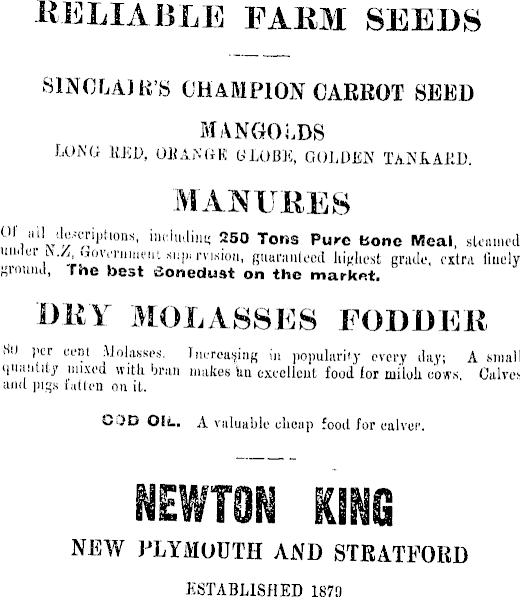 RELIABLE FARM SEEDS
SINCLAIR'S CHAMPION CARROT SEED
MANGOLDS
LONG RED, ORANGE GLOBE, GOLDEN TANKARD.
MANURES
Of all descriptions, including 250 Tons Pure Bone Meal, steamed
under N.Z. Government supervision, guaranteed highest grade, extra finely
ground, The best Bonedust on the market.
DRY MOLASSES FODDER
80 per cent Molasses. Increasing in popularity every day; A small
quantity mixed with bran makes an excellent food for miloh cows. Calves
and pigs fatten on it.
COD OIL. A valuable cheap food for calver.
NEWTON KING
NEW PLYMOUTH AND STRATFORD
ESTABLISHED 1879